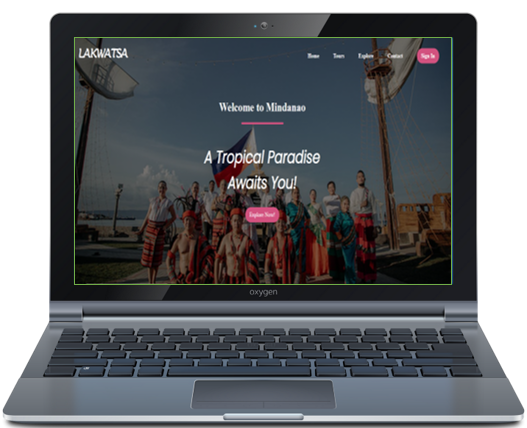 LAKWATSA
Home Tours Explore Contact Sign In
Welcome to Mindanao
A Tropical Paradise
Awaits You!
Explore Now!
oxygen